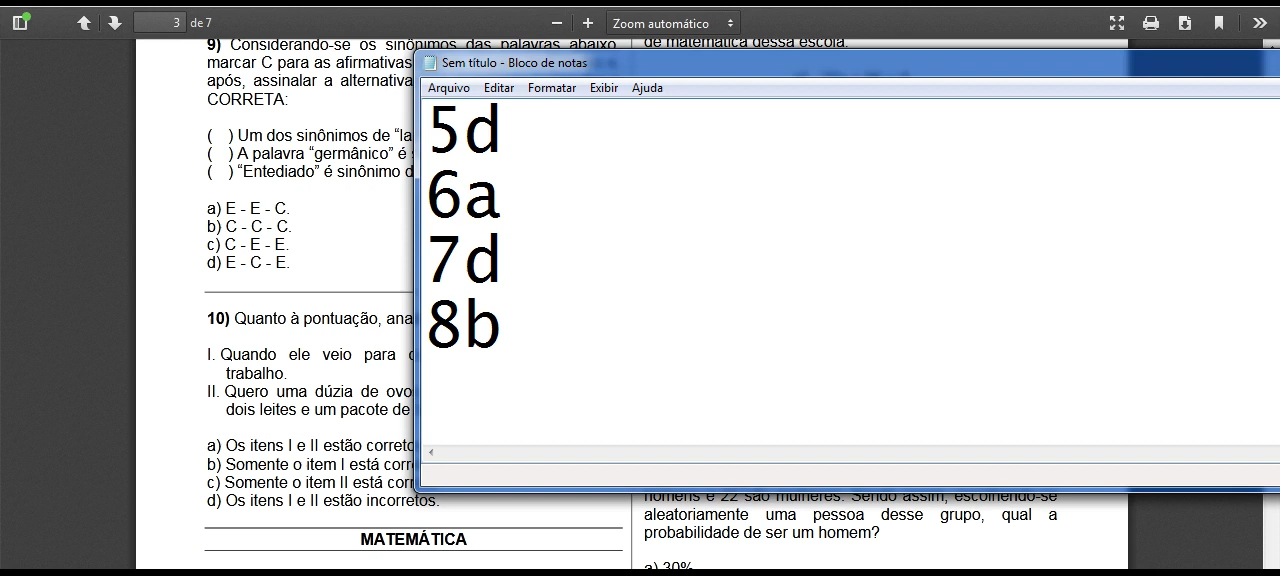 3 de 7
Zoom automático
9) Considerando-se os sinônimos das palavras abaixo
marcar C para as afirmativas
após, assinalar a alternativa
CORRETA:
( ) Um dos sinônimos de “la
( ) A palavra “germânico” é
( ) “Entediado” é sinônimo d
a) E - E - C.
b) C - C - C.
c) C - E - E.
d) E - C - E.
10) Quanto à pontuação, ana
I. Quando ele veio para
trabalho.
II. Quero uma dúzia de ovo
dois leites e um pacote de
a) Os itens I e II estão correto
b) Somente o item I está corr
c) Somente o item II está corr
d) Os itens I e II estão incorretos.
MATEMÁTICA
de matemática dessa escola.
Sem título - Bloco de notas
Arquivo Editar Formatar Exibir Ajuda
5d
6a
7d
8b
homens e 22 são mulheres. Sendo assim, escolhendo-se
aleatoriamente uma pessoa desse grupo, qual a
probabilidade de ser um homem?
a) 30%